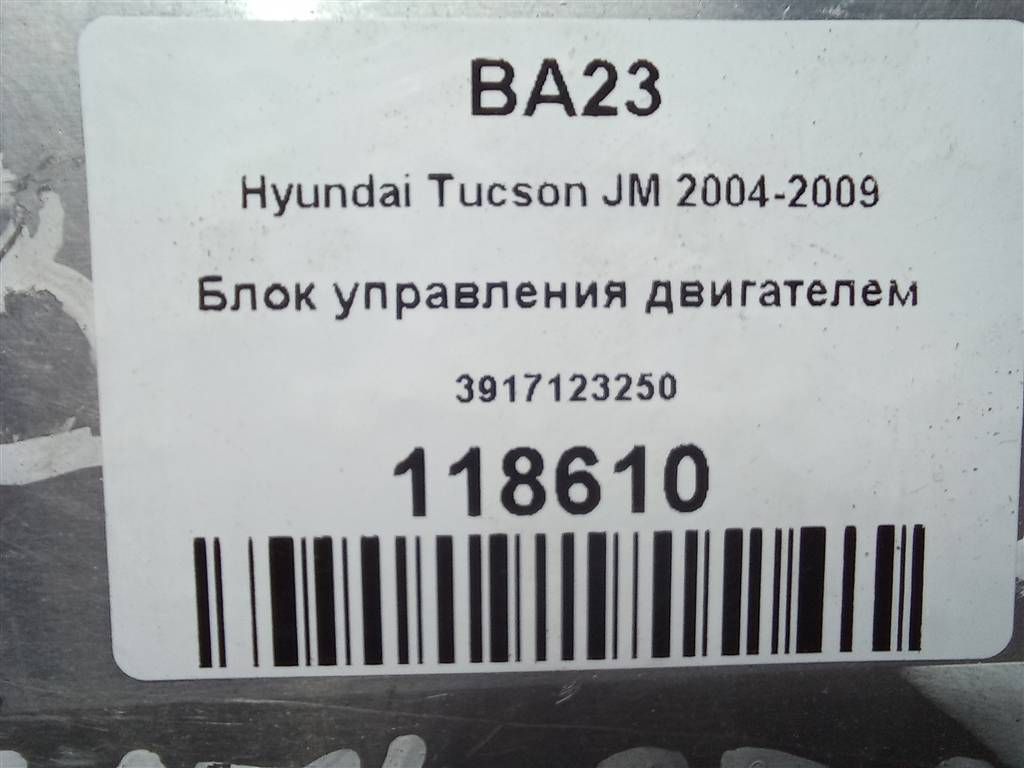 BA23
Hyundai Tucson JM 2004-2009
Блок управления двигателем
3917123250
118610